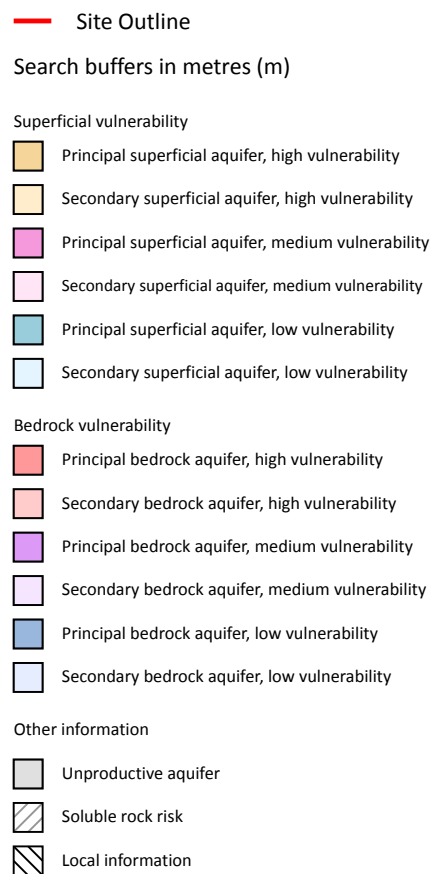 Site Outline
Search buffers in metres (m)
Superficial vulnerability
Principal superficial aquifer, high vulnerability
Secondary superficial aquifer, high vulnerability
Principal superficial aquifer, medium vulnerability
Secondary superficial aquifer, medium vulnerability
Principal superficial aquifer, low vulnerability
Secondary superficial aquifer, low vulnerability
Bedrock vulnerability
Principal bedrock aquifer, high vulnerability
Secondary bedrock aquifer, high vulnerability
Principal bedrock aquifer, medium vulnerability
Secondary bedrock aquifer, medium vulnerability
Principal bedrock aquifer, low vulnerability
Secondary bedrock aquifer, low vulnerability
Other information
Unproductive aquifer
Soluble rock risk
Local information